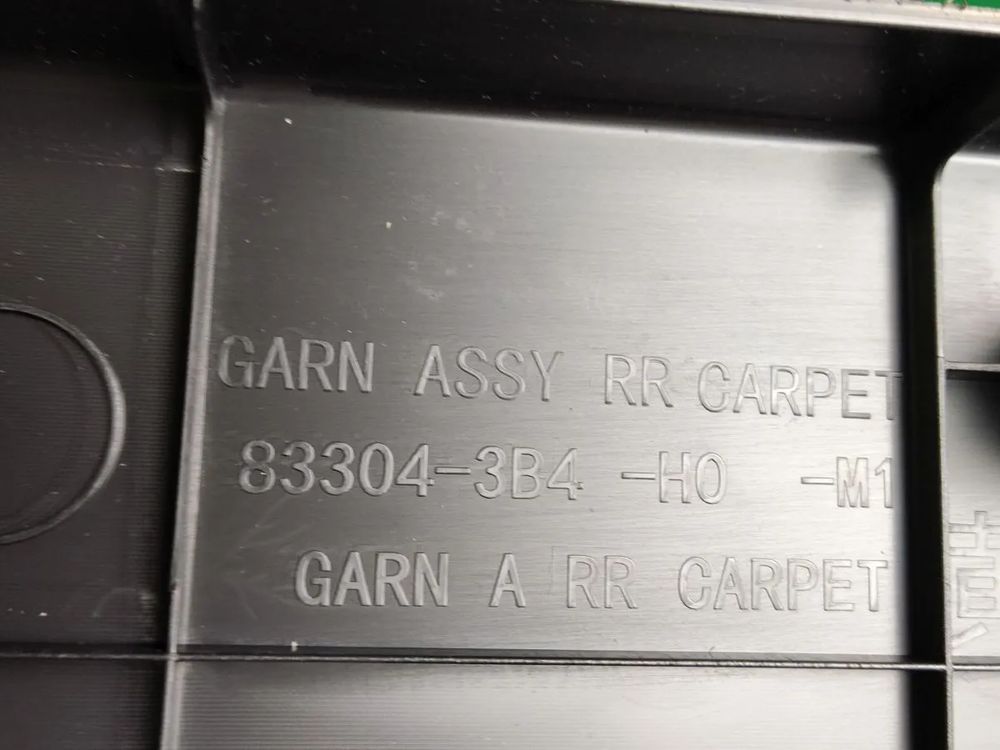 GARN ASSY RR CARPET
83304-3B4 -H0 -M1
GARN A RR CARPET